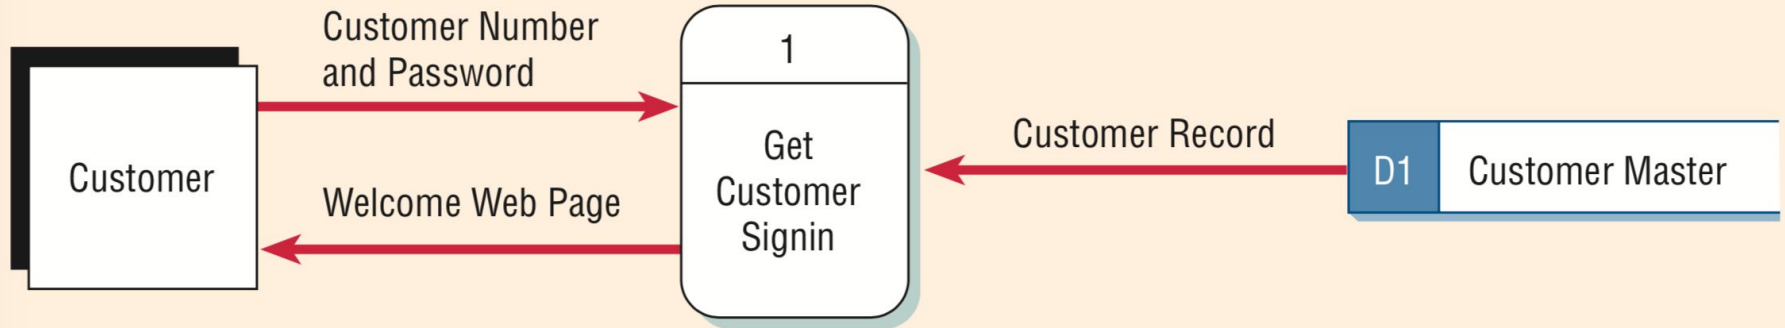 Customer
Customer Number
and Password
Welcome Web Page
1
Get
Customer
Signin
Customer Record
D1
Customer Master